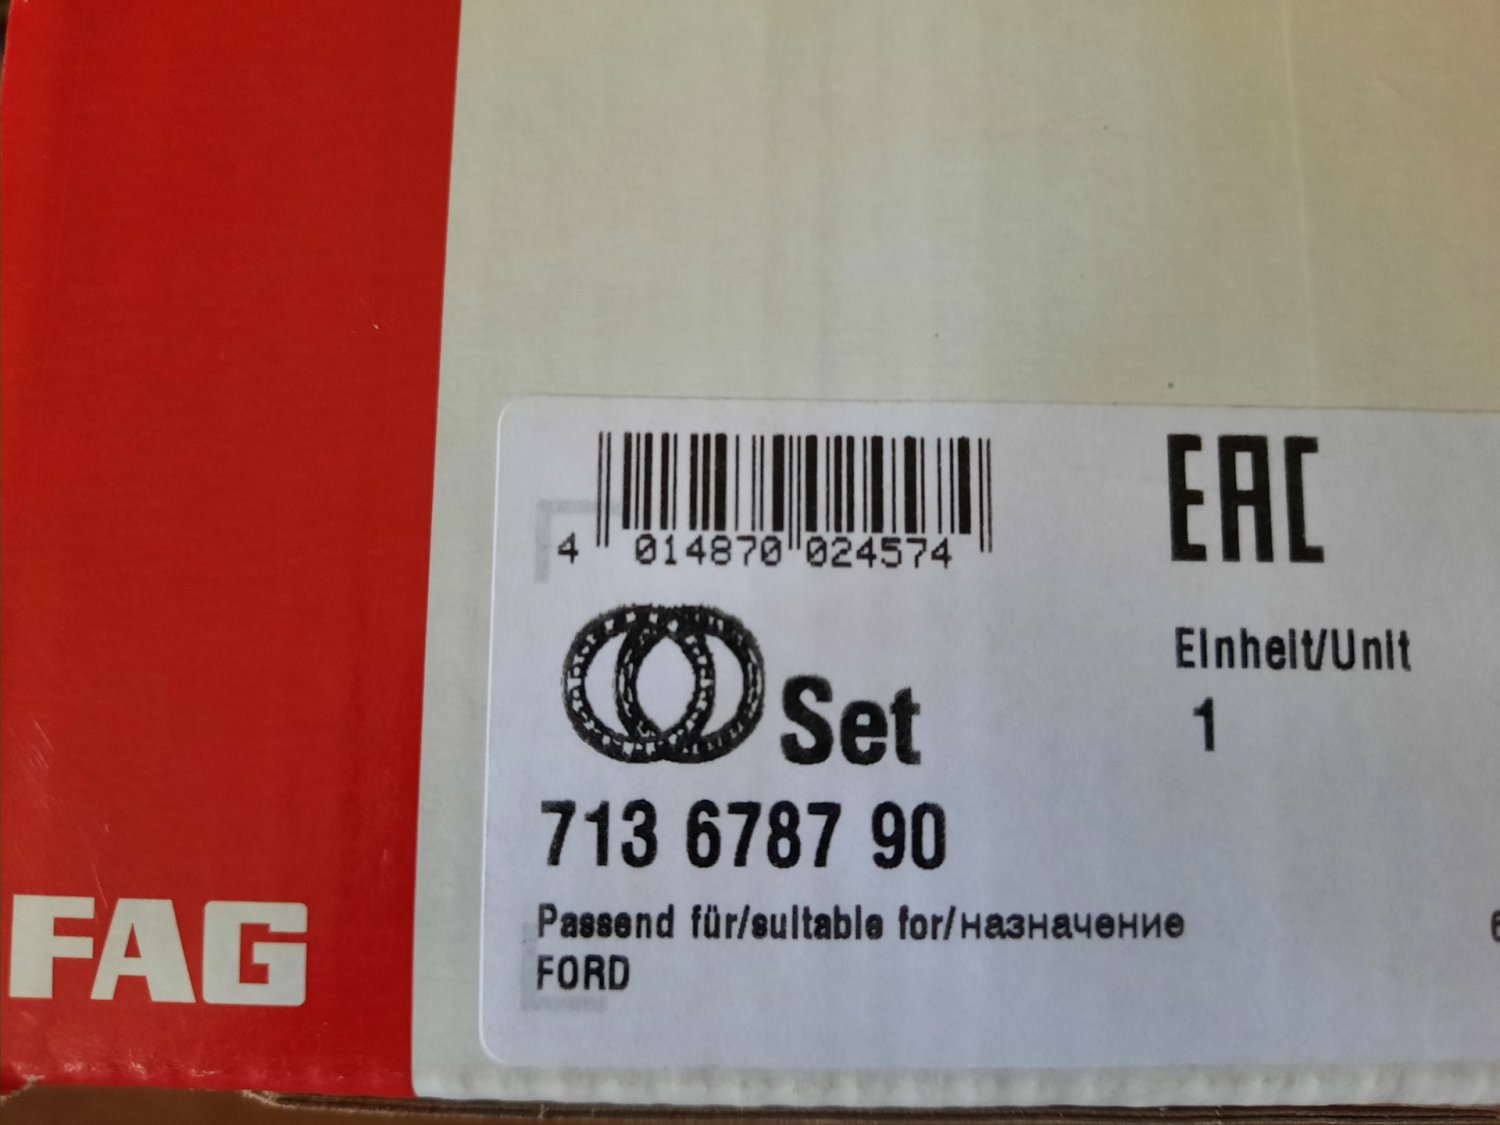 4 014870 024574
EAC
Set
Einheit/Unit
1
713 6787 90
Passend für/suitable for/назначение
FORD
FAG